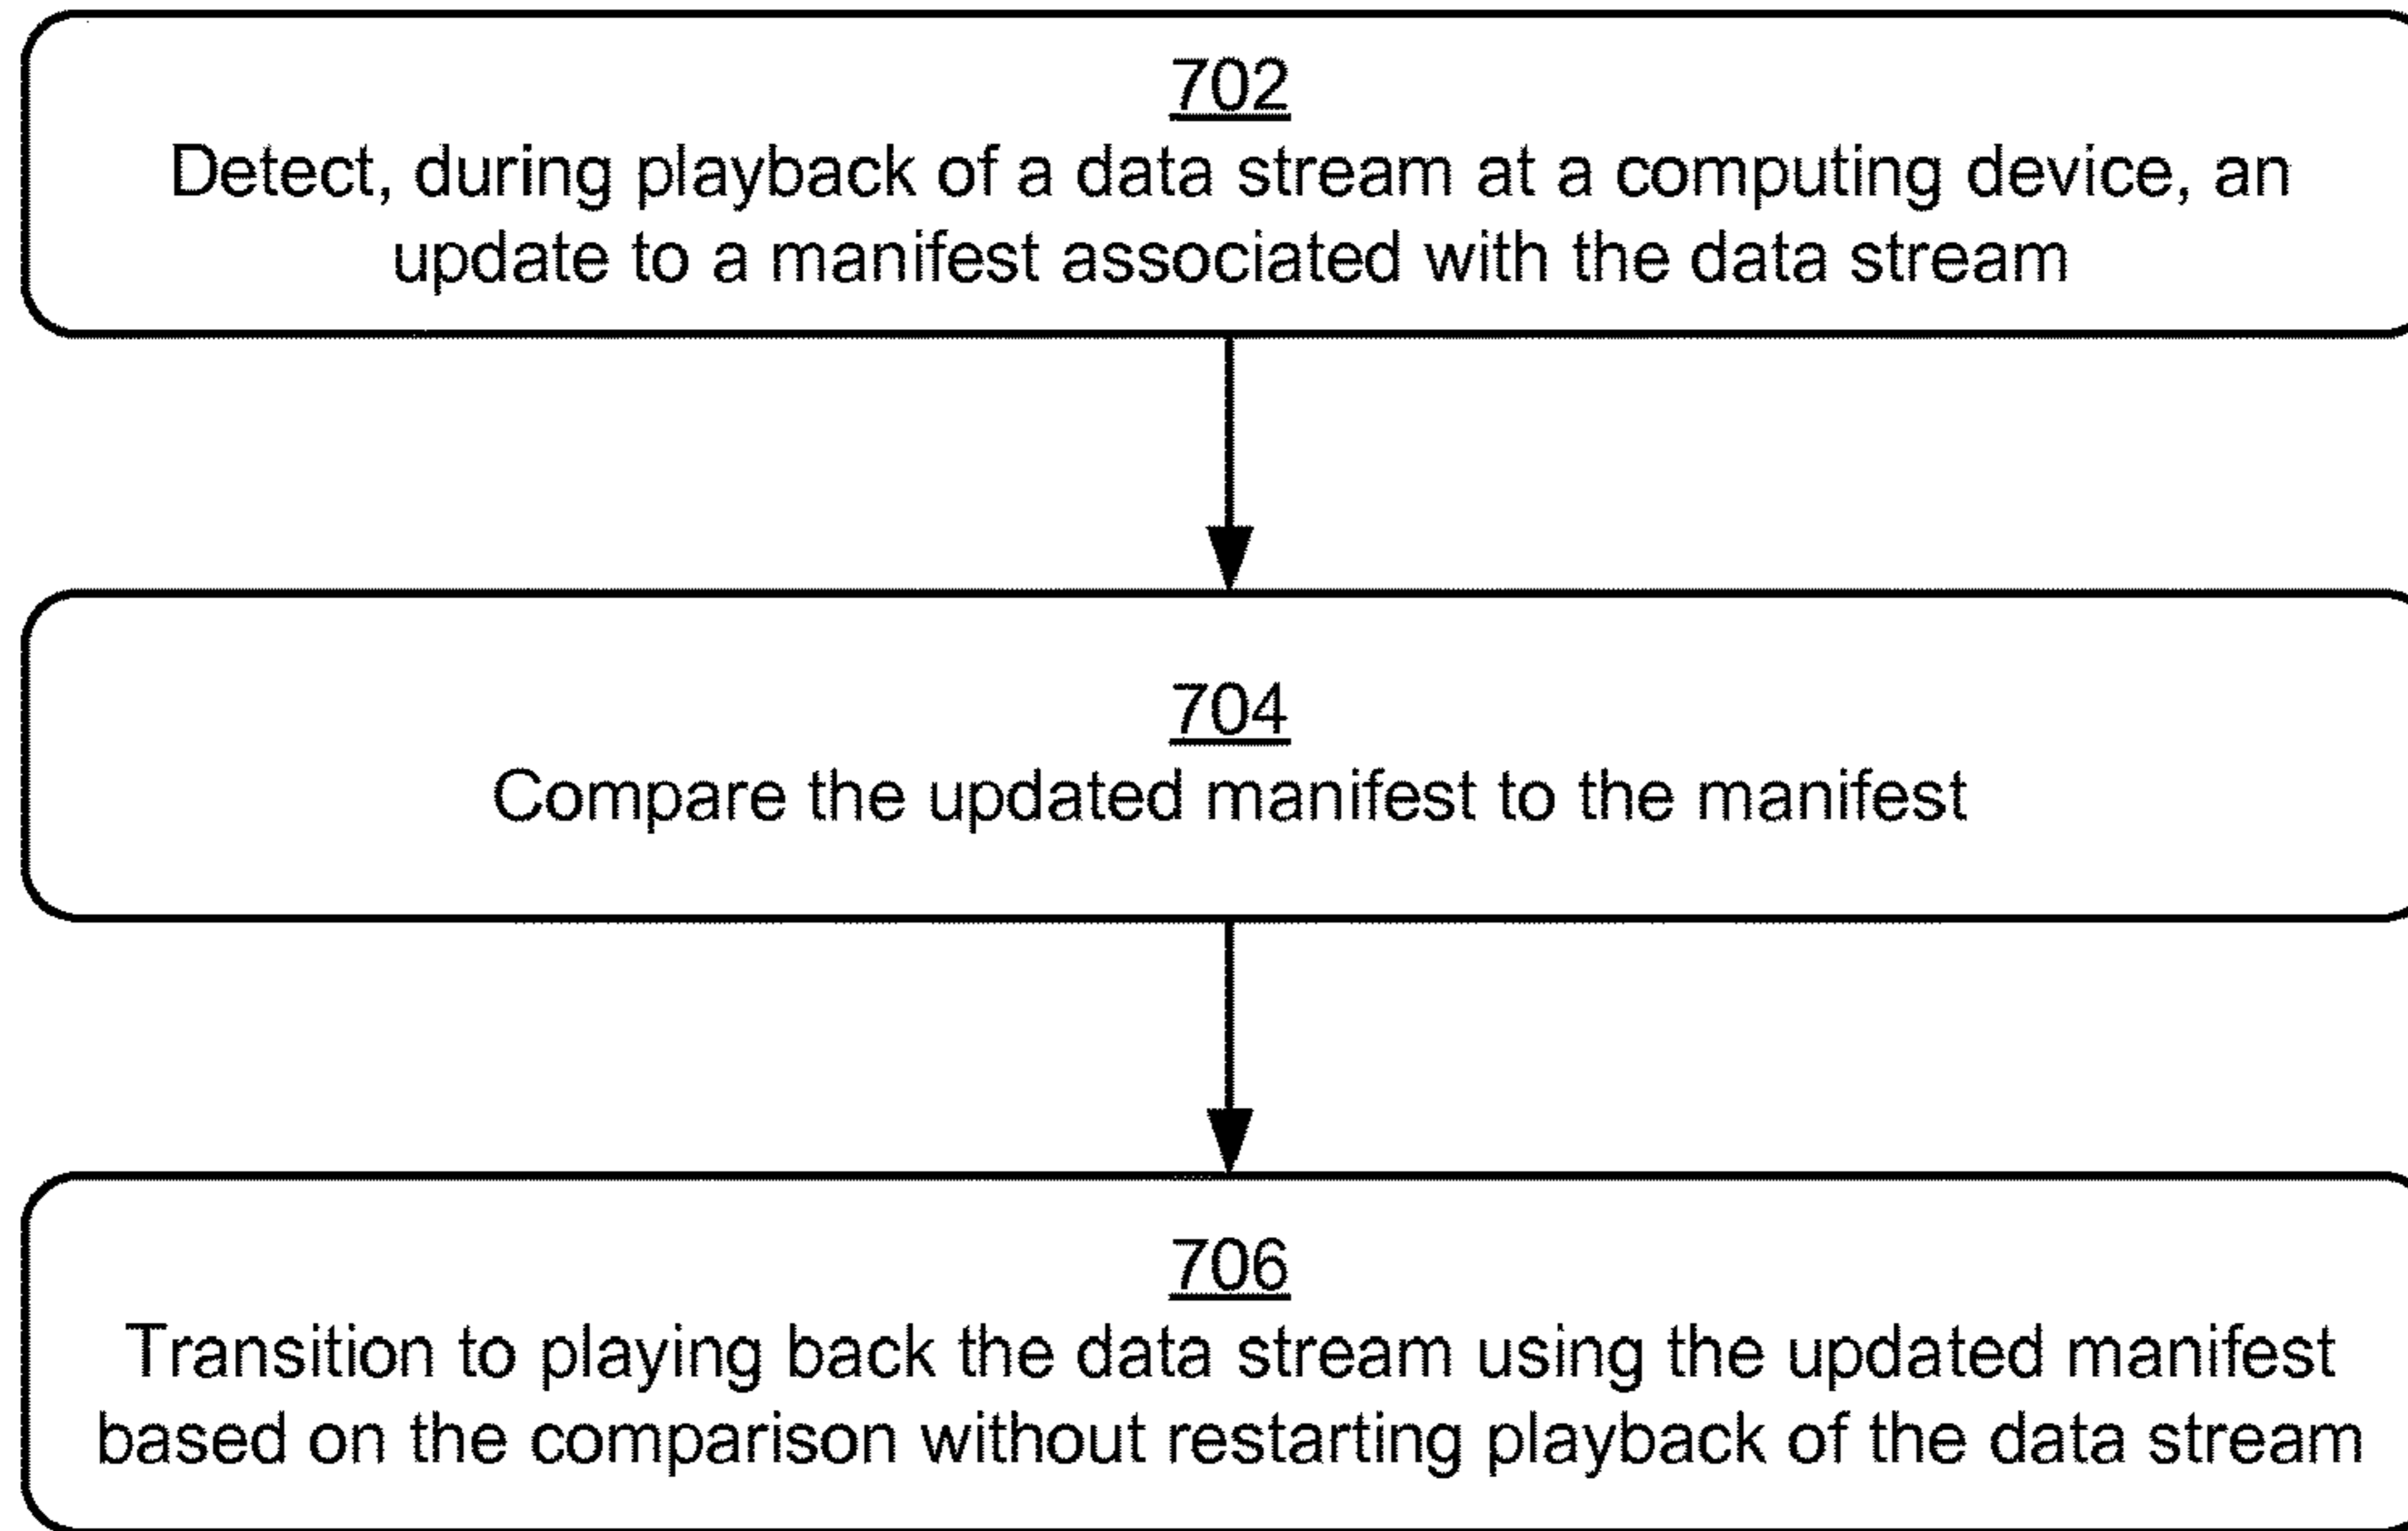 702
Detect, during playback of a data stream at a computing device, an
update to a manifest associated with the data stream
704
Compare the updated manifest to the manifest
706
Transition to playing back the data stream using the updated manifest
based on the comparison without restarting playback of the data stream